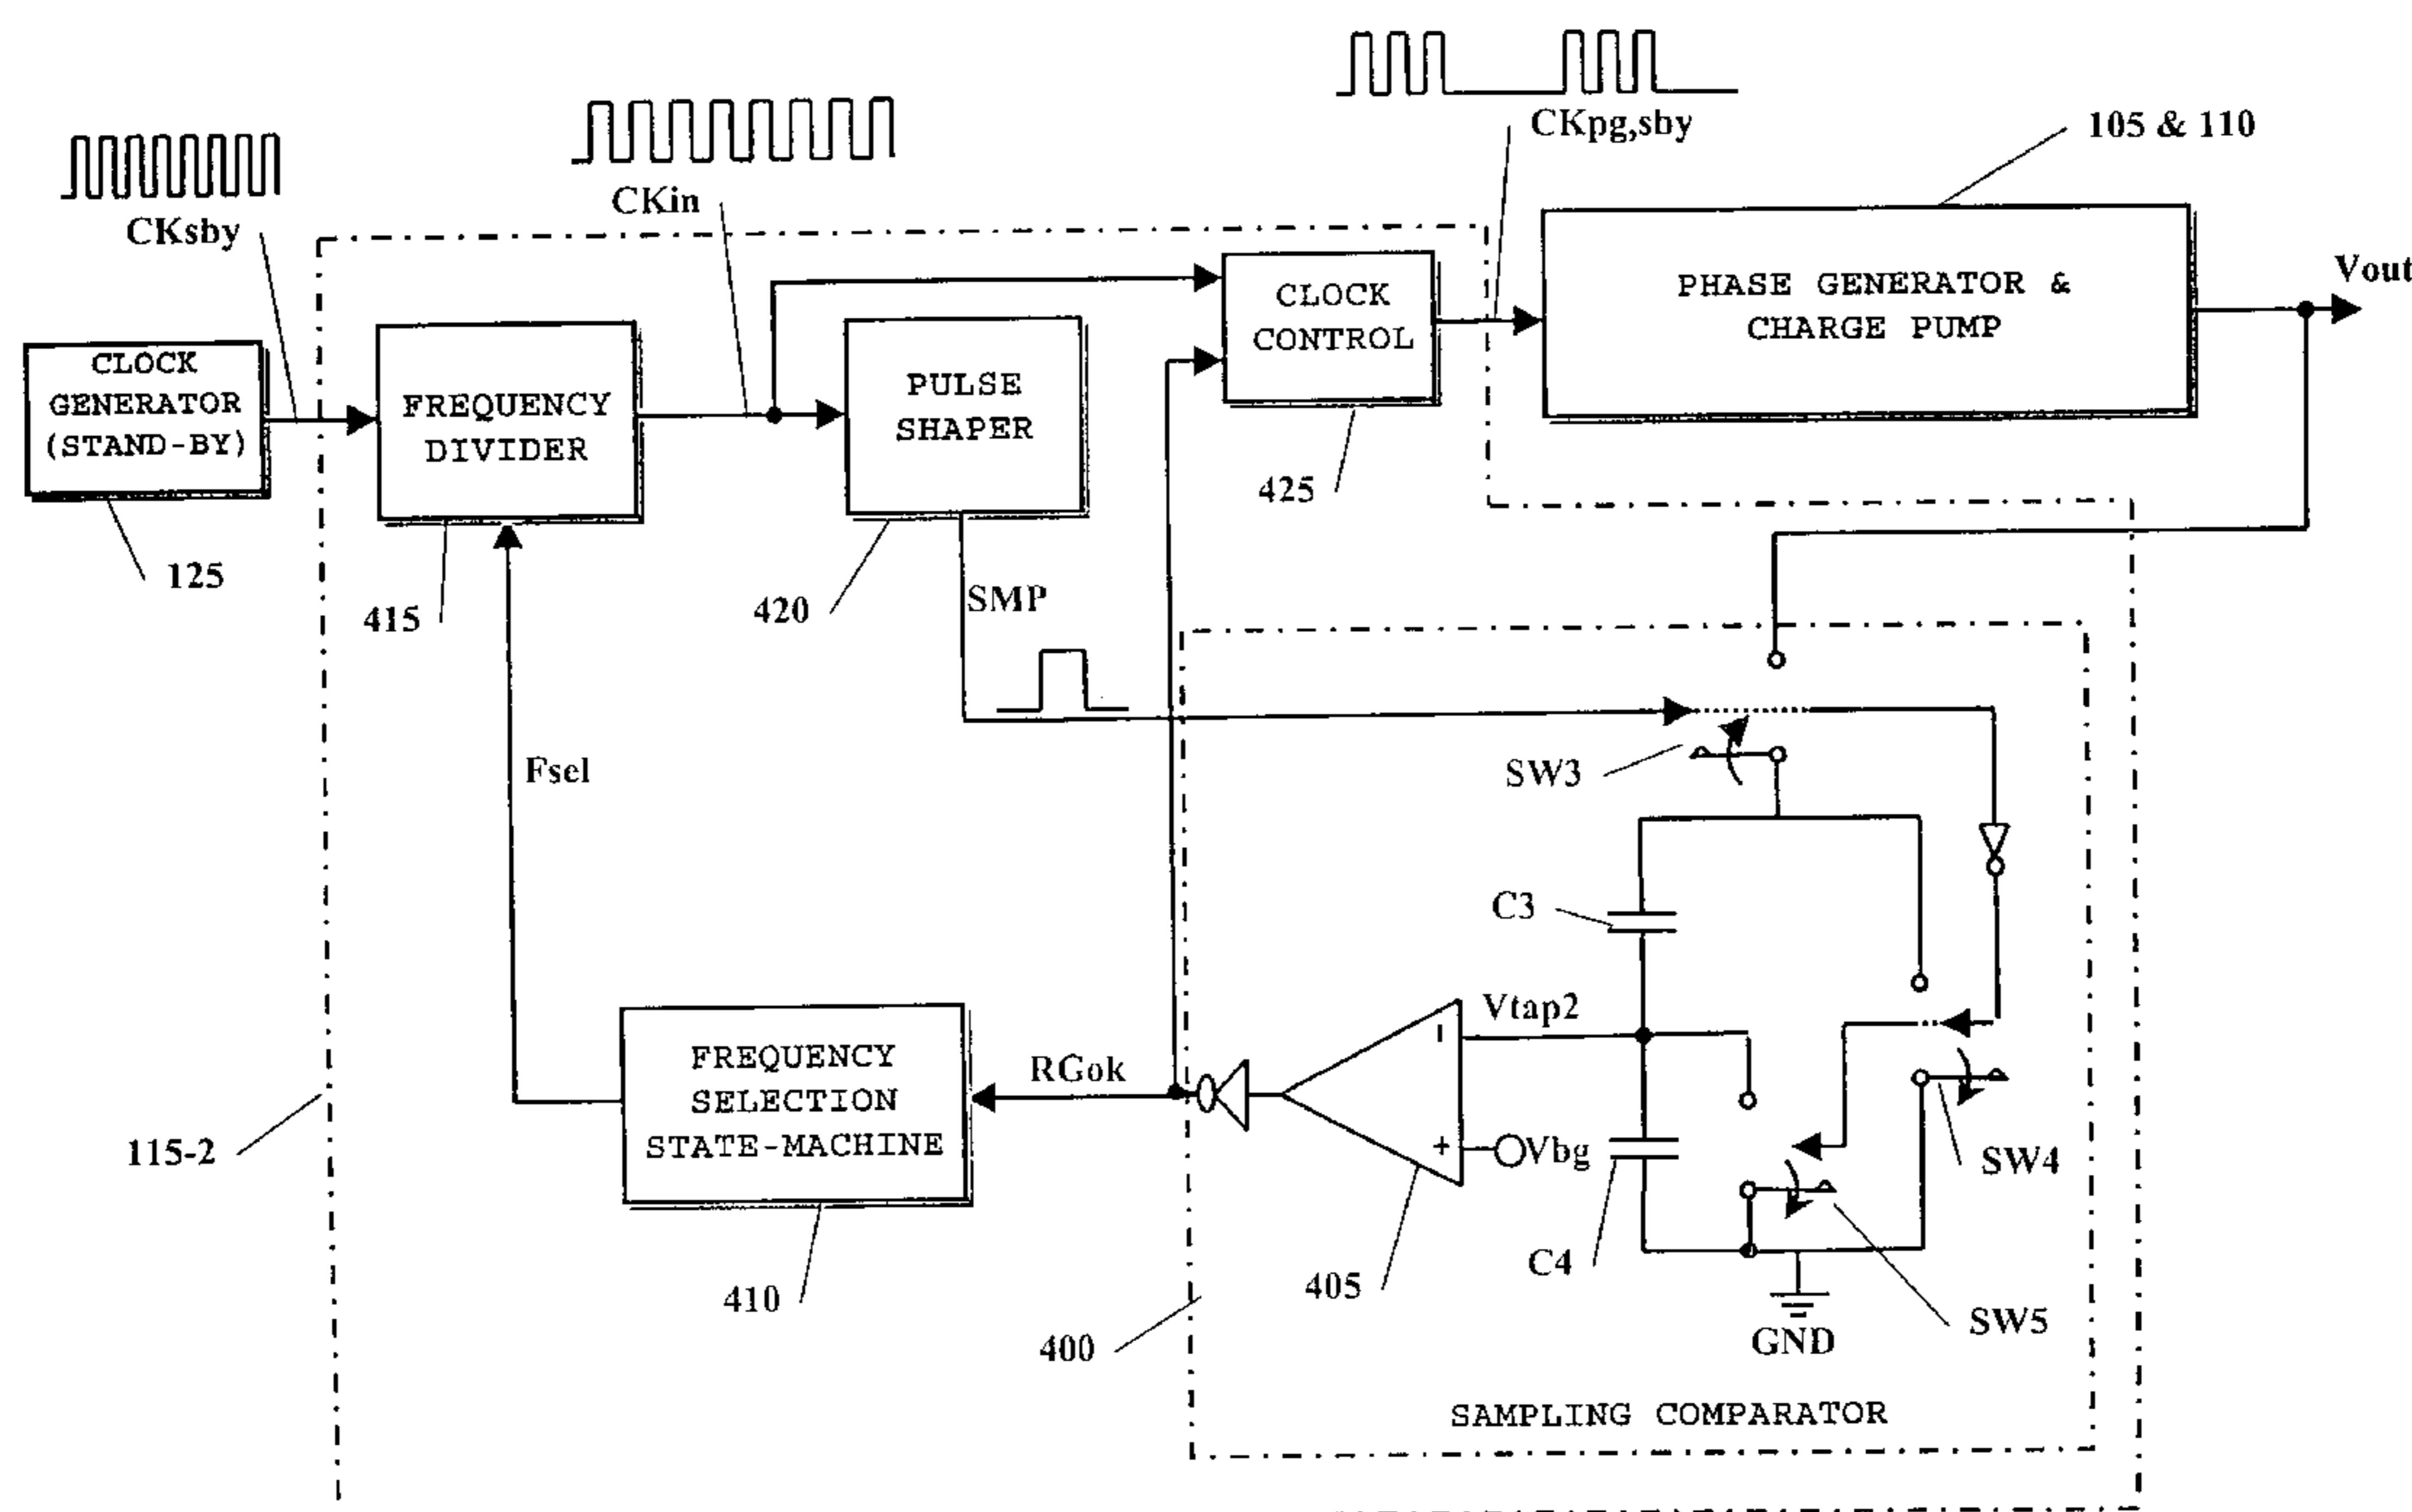 CKpg,sby
105 & 110
CKin
CKsby
Vout
PHASE GENERATOR &
CHARGE PUMP
CLOCK
CONTROL
CLOCK
GENERATOR
(STAND-BY)
FREQUENCY
DIVIDER
PULSE
SHAPER
425
125
415
420
SMP
Fsel
SW3
C3
Vtap2
RGok
FREQUENCY
SELECTION
STATE-MACHINE
+
Vbg
115-2
SW4
C4
405
410
400
SW5
GND
SAMPLING COMPARATOR